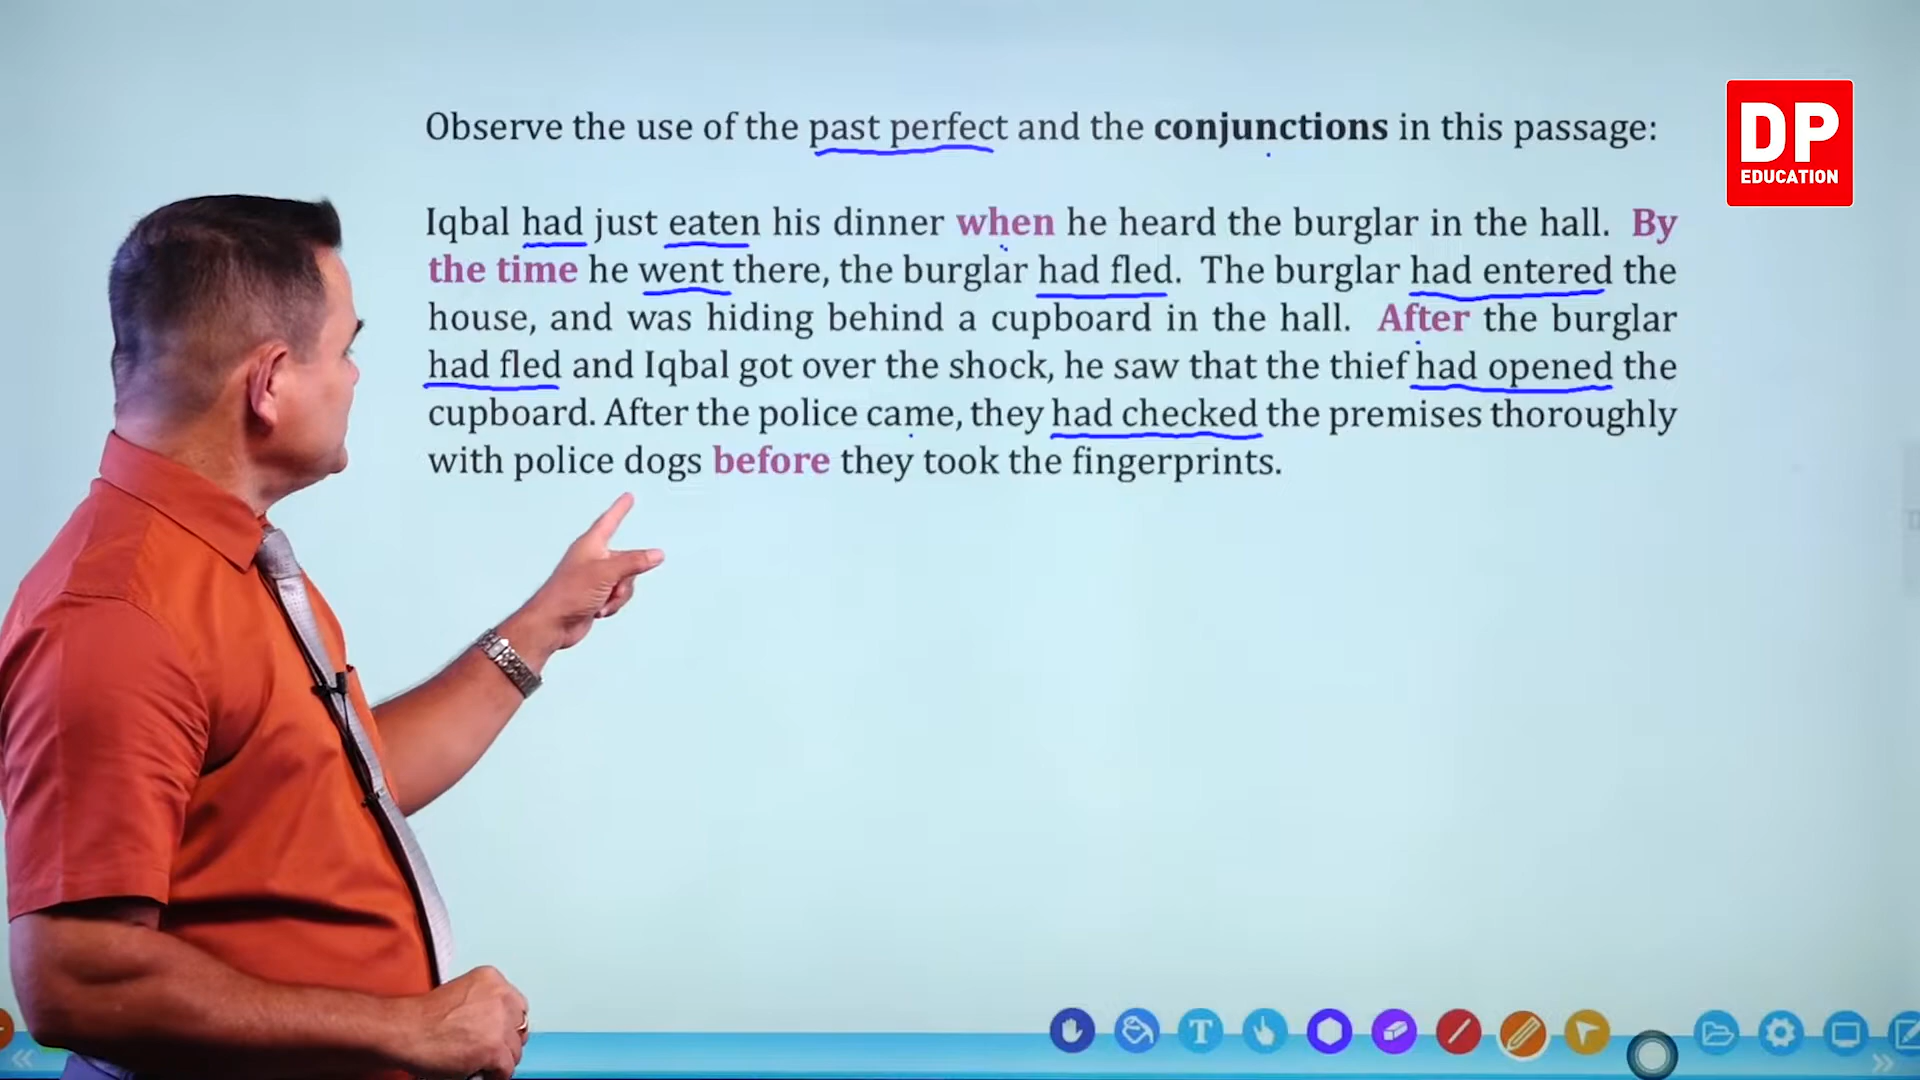 Observe the use of the past perfect and the conjunctions in this passage:
DP
EDUCATION
Iqbal had just eaten his dinner when he heard the burglar in the hall. By
the time he went there, the burglar had fled. The burglar had entered the
house, and was hiding behind a cupboard in the hall. After the burglar
had fled and Iqbal got over the shock, he saw that the thief had opened the
cupboard. After the police came, they had checked the premises thoroughly
with police dogs before they took the fingerprints.
T